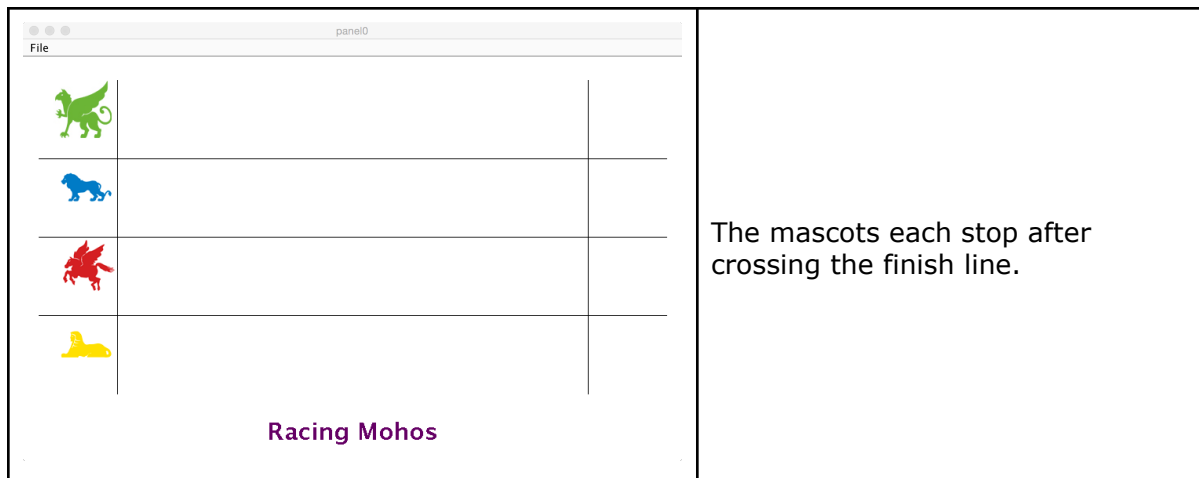 panel0
File
Racing Mohos
The mascots each stop after
crossing the finish line.